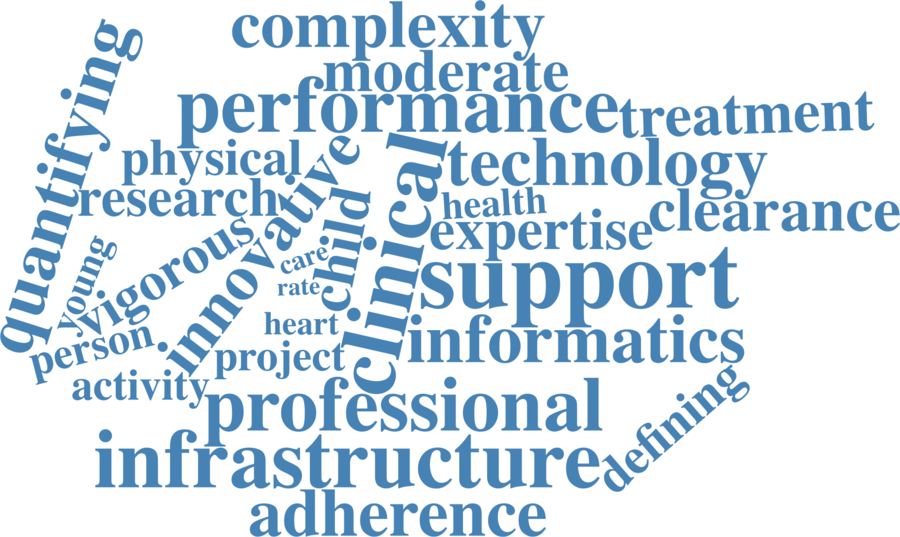 complexity
moderate
performance
treatment
quantifying
physical
technology
research
innovative
clinical
child
health
clearance
expertise
young
vigorous
care
rate
support
heart
informatics
person
project
activity
professional
defining
infrastructure
adherence